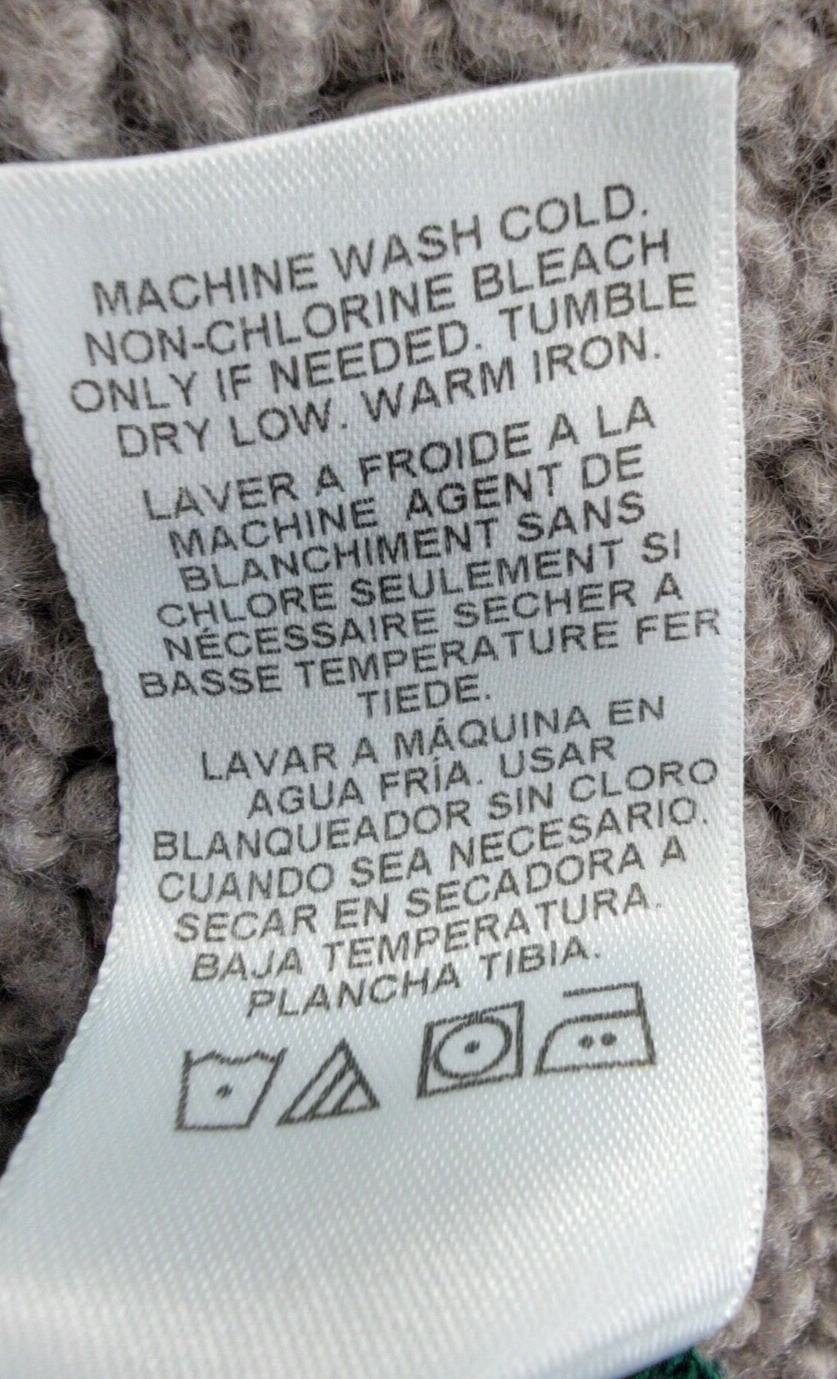 MACHINE WASH COLD.
NON-CHLORINE BLEACH
ONLY IF NEEDED. TUMBLE
DRY LOW. WARM IRON.
LAVER A FROIDE A LA
MACHINE AGENT DE
BLANCHIMENT SANS
CHLORE SEULEMENT SI
NÉCESSAIRE SECHER A
BASSE TEMPERATURE FER
TIEDE.
LAVAR A MÁQUINA EN
AGUA FRÍA. USAR
BLANQUEADOR SIN CLORO
CUANDO SEA NECESARIO.
SECAR EN SECADORA A
BAJA TEMPERATURA.
PLANCHA TIBIA.